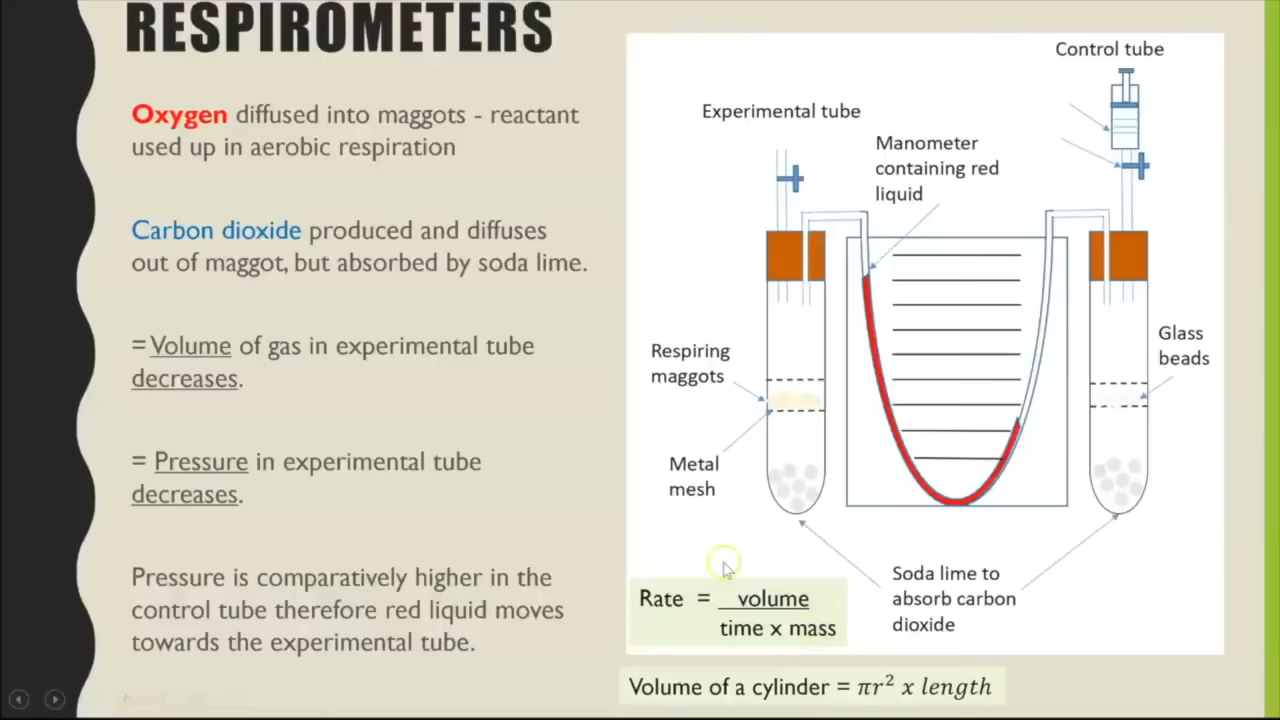 RESPIROMETERS
Oxygen diffused into maggots - reactant
used up in aerobic respiration
Carbon dioxide produced and diffuses
out of maggot, but absorbed by soda lime.
= Volume of gas in experimental tube
decreases.
= Pressure in experimental tube
decreases.
Pressure is comparatively higher in the
control tube therefore red liquid moves
towards the experimental tube.
Control tube
Experimental tube
Manometer
containing red
liquid
Respiring
maggots
Glass
beads
Metal
mesh
Soda lime to
absorb carbon
dioxide
Rate = volume
time x mass
Volume of a cylinder = πr² x length